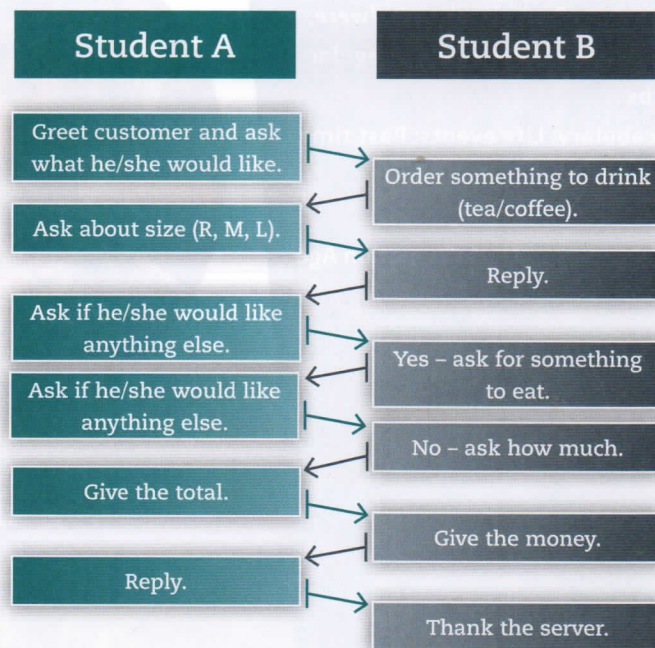 Student A
Student B
Greet customer and ask
what he/she would like.
Order something to drink
(tea/coffee).
Ask about size (R, M, L).
Reply.
Ask if he/she would like
anything else.
Yes – ask for something
to eat.
Ask if he/she would like
anything else.
No – ask how much.
Give the total.
Give the money.
Reply.
Thank the server.